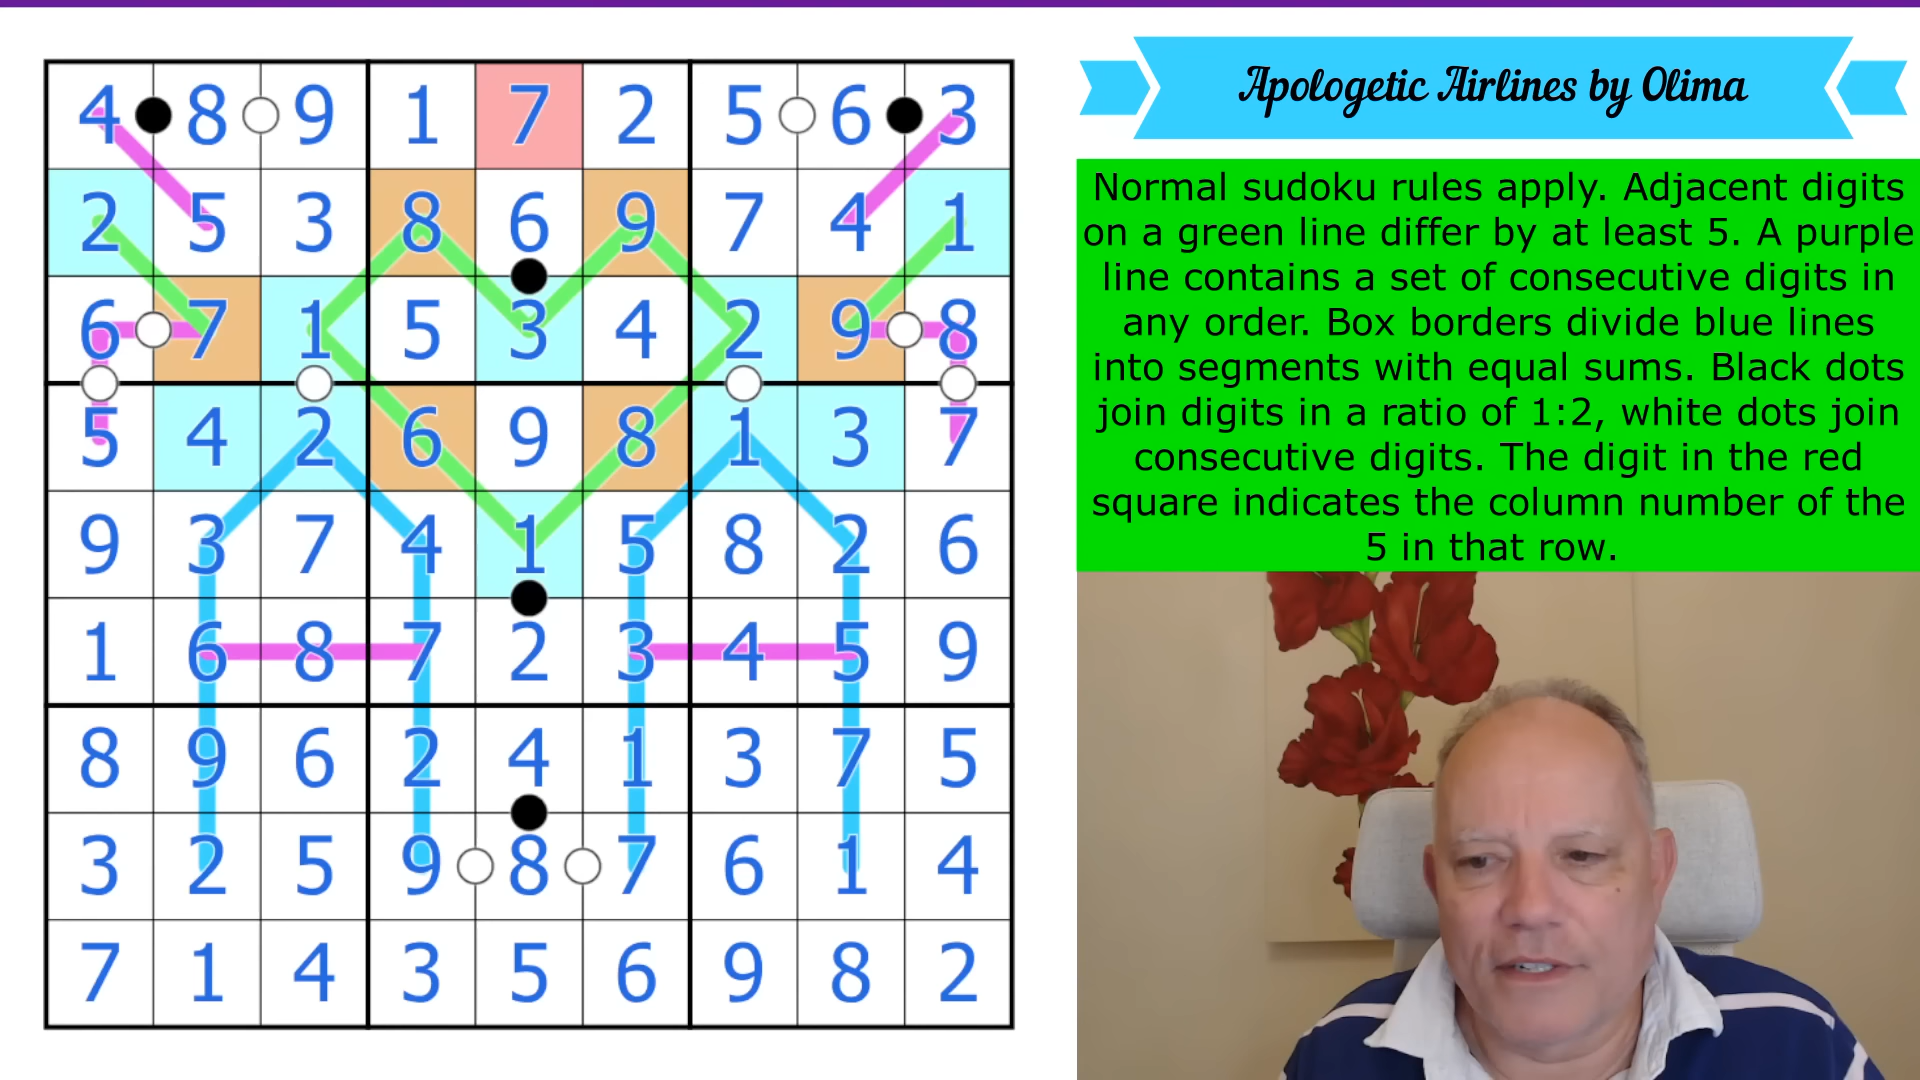 Apologetic Airlines by Olima
Normal sudoku rules apply. Adjacent digits
on a green line differ by at least 5. A purple
line contains a set of consecutive digits in
any order. Box borders divide blue lines
into segments with equal sums. Black dots
join digits in a ratio of 1:2, white dots join
consecutive digits. The digit in the red
square indicates the column number of the
5 in that row.
4 8 9 1 7 2 5 6 3
2 5 3 8 6 9 7 4 1
6 7 1 5 3 4 2 9 8
5 4 2 6 9 8 1 3 7
9 3 7 4 1 5 8 2 6
1 6 8 7 2 3 4 5 9
8 9 6 2 4 1 3 7 5
3 2 5 9 8 7 6 1 4
7 1 4 3 5 6 9 8 2